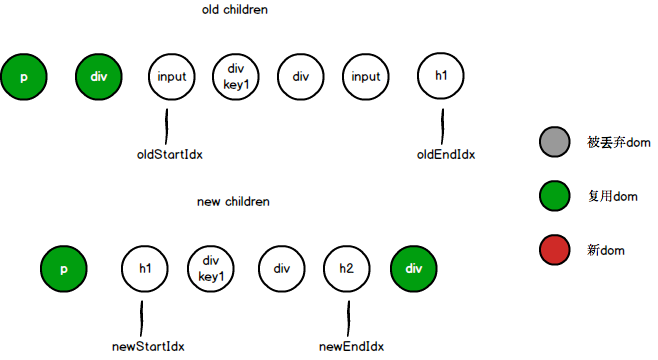 old children
p div input div key1 div input h1
oldStartIdx oldEndIdx
被丢弃dom
new children
复用dom
p h1 div key1 div h2 div
新dom
newStartIdx newEndIdx